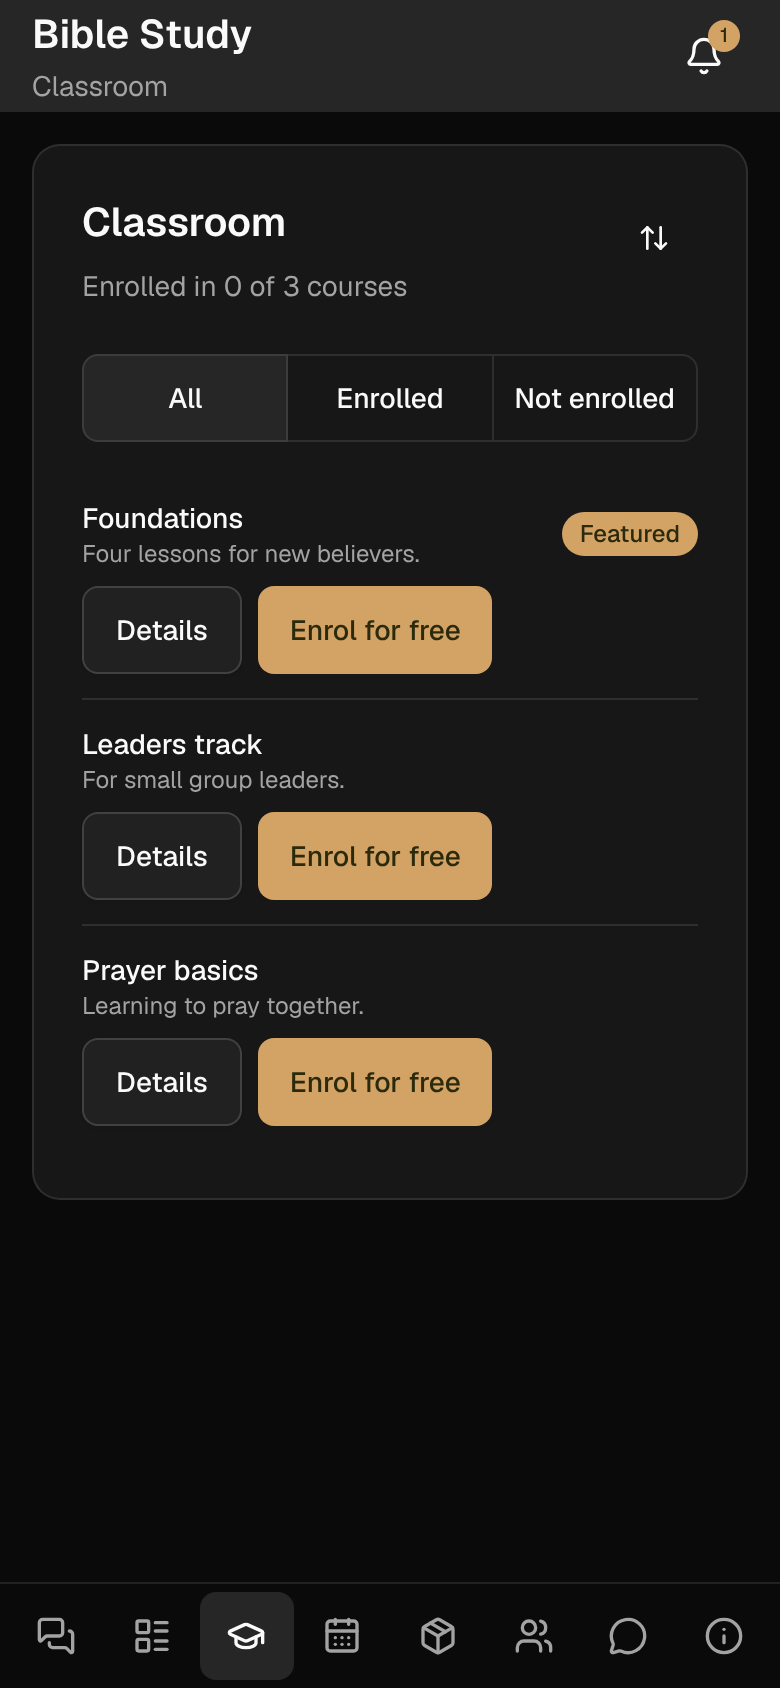 Bible Study
1
Classroom
Classroom
Enrolled in 0 of 3 courses
All
Enrolled
Not enrolled
Foundations
Featured
Four lessons for new believers.
Details
Enrol for free
Leaders track
For small group leaders.
Details
Enrol for free
Prayer basics
Learning to pray together.
Details
Enrol for free